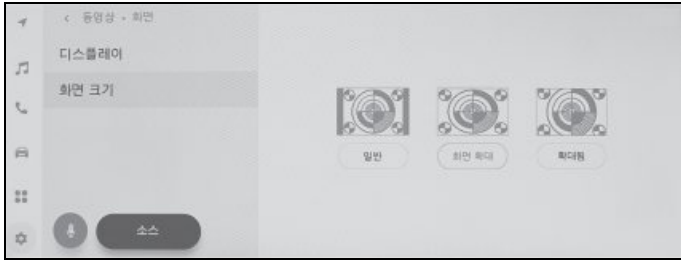 < 동영상 • 화면
디스플레이
화면 크기
일반
화면 확대
확대됨
소스